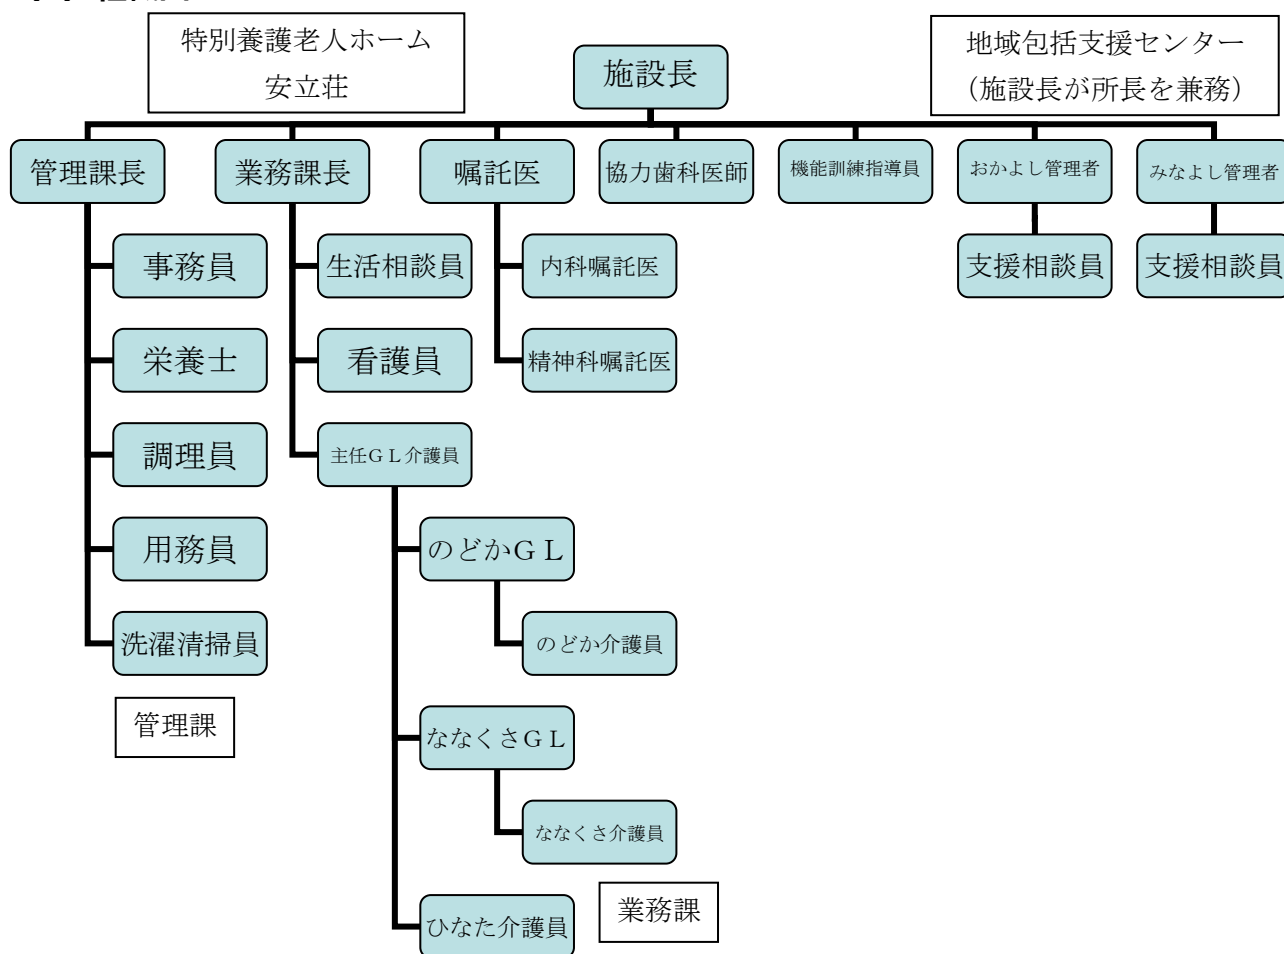 特別養護老人ホーム
安立荘
施設長
地域包括支援センター
(施設長が所長を兼務)
管理課長
業務課長
嘱託医
協力歯科医師
機能訓練指導員
おかよし管理者
みなよし管理者
事務員
生活相談員
内科嘱託医
支援相談員
支援相談員
栄養士
看護員
精神科嘱託医
調理員
主任GL介護員
用務員
のどかGL
洗濯清掃員
のどか介護員
管理課
ななくさGL
ななくさ介護員
業務課
ひなた介護員